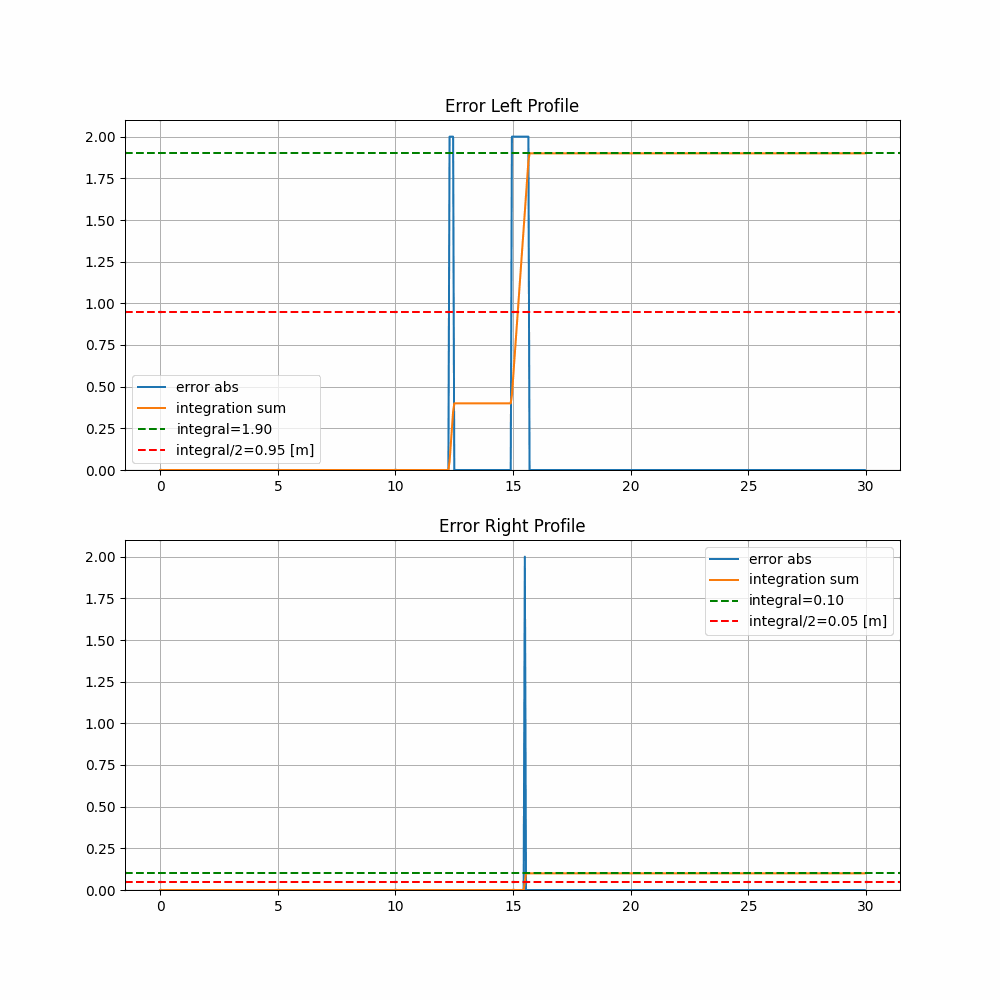 Error Left Profile
2.00
1.75
1.50
1.25
1.00
0.75
0.50
0.25
0.00
error abs
integration sum
integral=1.90
integral/2=0.95 [m]
0 5 10 15 20 25 30
Error Right Profile
2.00
1.75
1.50
1.25
1.00
0.75
0.50
0.25
0.00
error abs
integration sum
integral=0.10
integral/2=0.05 [m]
0 5 10 15 20 25 30